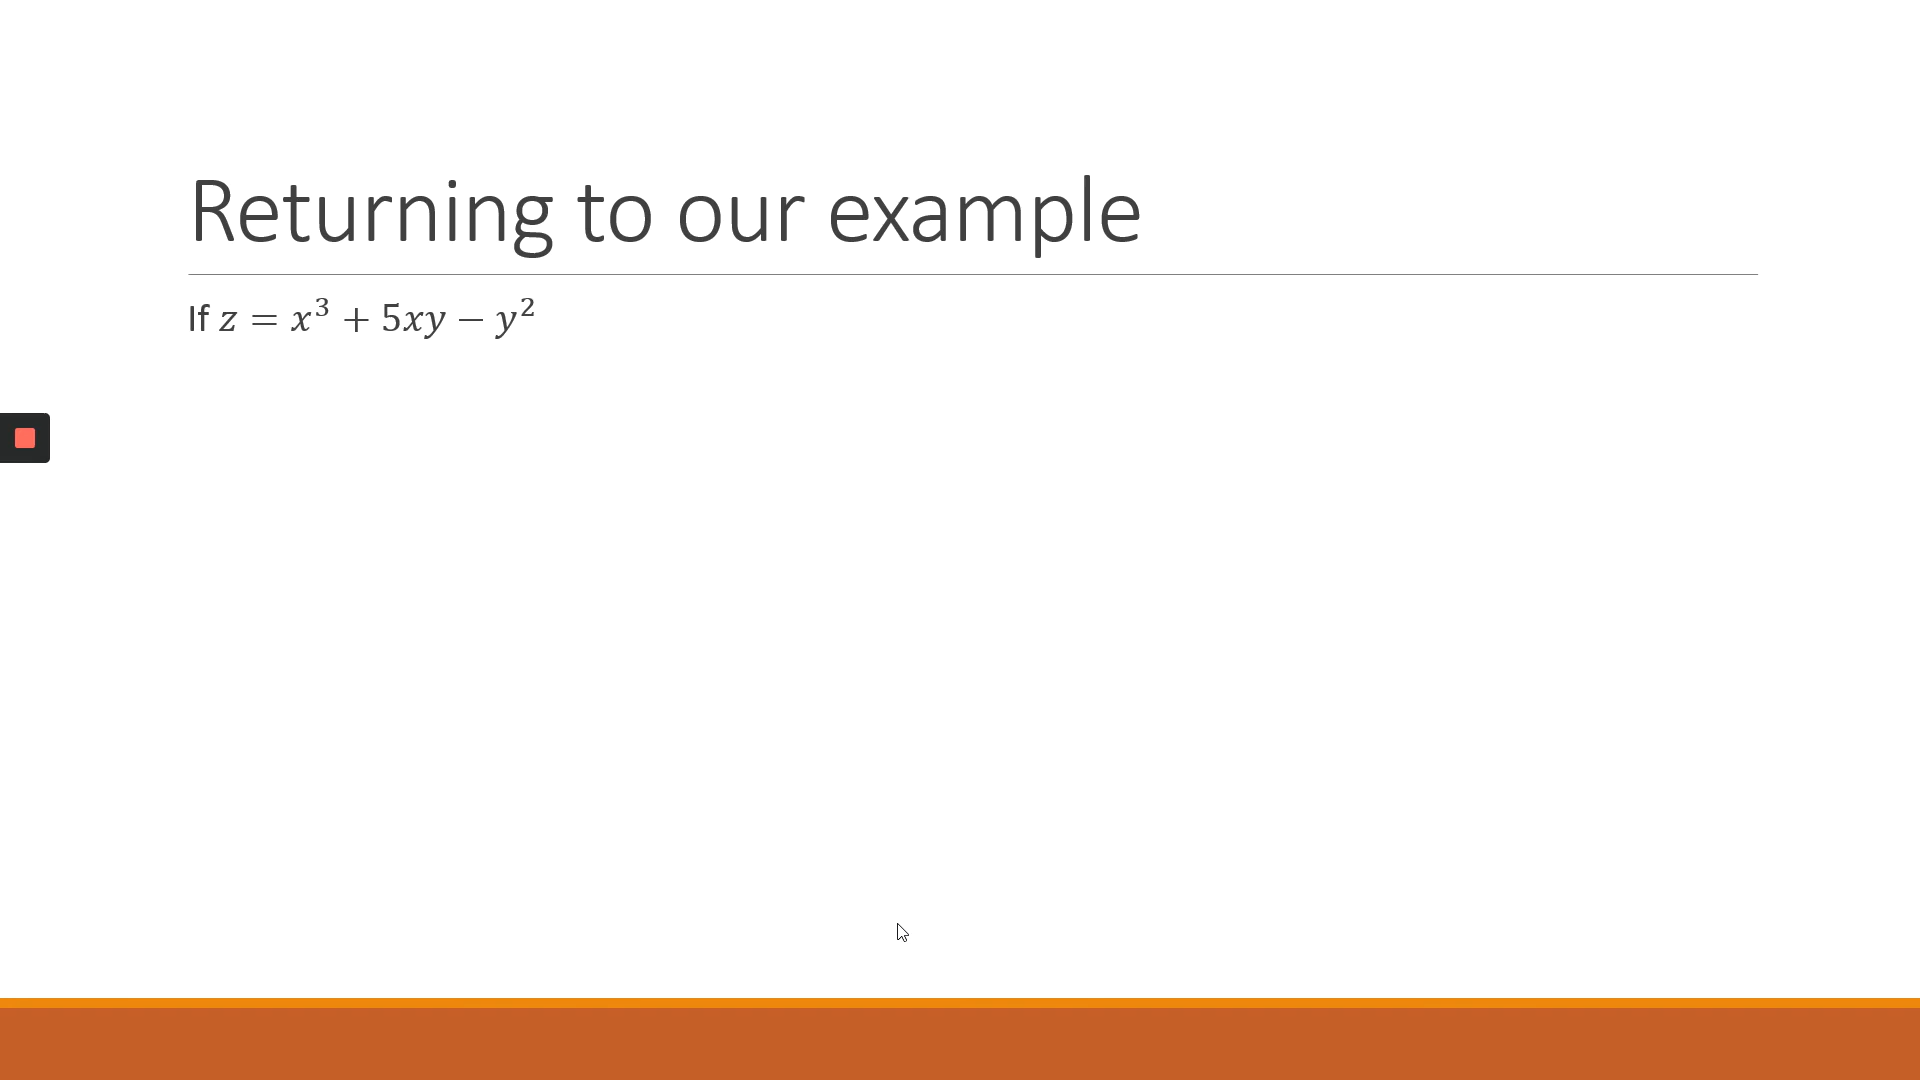 Returning to our example
If z = x³ + 5xy − y²